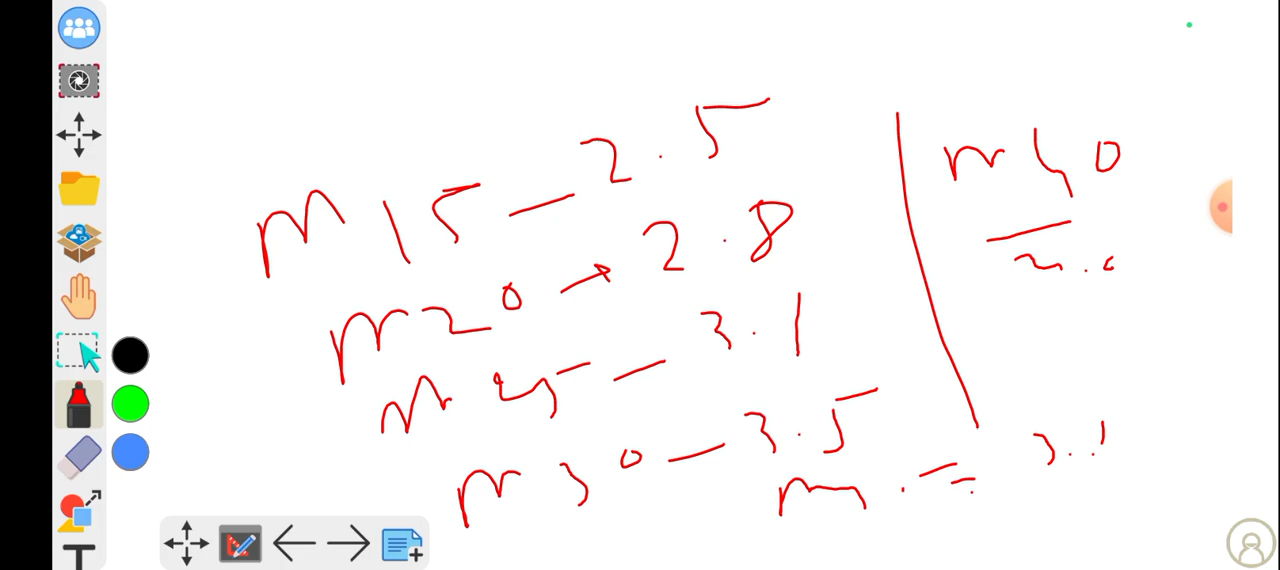 M15 – 2.5
M20 → 2.8
M25 – 3.1
M30 – 3.5
M40
T